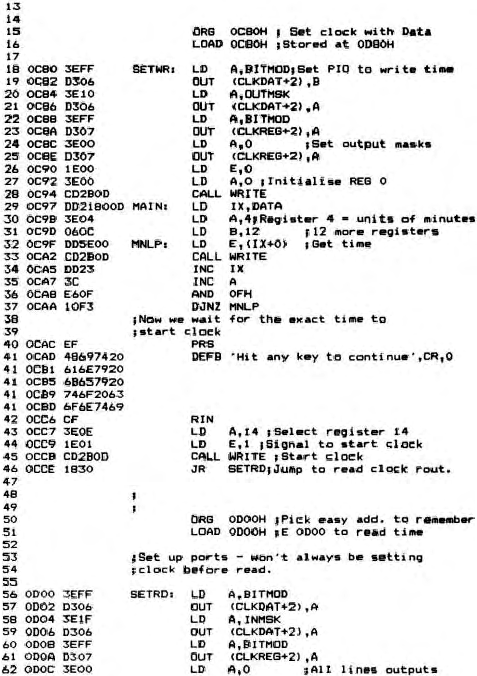 13
14
15 ORG 0C80H ; Set clock with Data
16 LOAD 0C80H ;Stored at 0D80H
17
18 0C80 3EFF SETWR: LD A,BITMOD;Set PIO to write time
19 0C82 D306 OUT (CLKDAT+2),B
20 0C84 3E10 LD A,OUTMSK
21 0C86 D306 OUT (CLKDAT+2),A
22 0C88 3EFF LD A,BITMOD
23 0C8A D307 OUT (CLKREG+2),A
24 0C8C 3E00 LD A,0 ;Set output masks
25 0C8E D307 OUT (CLKREG+2),A
26 0C90 1E00 LD E,0
27 0C92 3E00 LD A,0 ;Initialise REG 0
28 0C94 CD2B0D CALL WRITE
29 0C97 DD21800D MAIN: LD IX,DATA
30 0C9B 3E04 LD A,4;Register 4 = units of minutes
31 0C9D 060C LD B,12 ;12 more registers
32 0C9F DD5E00 MNLP: LD E,(IX+0) ;Get time
33 0CA2 CD2B0D CALL WRITE
34 0CA5 DD23 INC IX
35 0CA7 3C INC A
36 0CA8 E60F AND 0FH
37 0CAA 10F3 DJNZ MNLP
38 ;Now we wait for the exact time to
39 ;start clock
40 0CAC EF PRS
41 0CAD 48697420 DEFB 'Hit any key to continue',CR,0
41 0CB1 616E7920
41 0CB5 6B657920
41 0CB9 746F2063
41 0CBD 6F6E7469
42 0CC6 CF RIN
43 0CC7 3E0E LD A,14 ;Select register 14
44 0CC9 1E01 LD E,1 ;Signal to start clock
45 0CCB CD2B0D CALL WRITE ;Start clock
46 0CCE 1830 JR SETRD;Jump to read clock rout.
47
48 ;
49 ;
50 ORG 0D00H ;Pick easy add. to remember
51 LOAD 0D00H ;E 0D00 to read time
52
53 ;Set up ports - won't always be setting
54 ;clock before read.
55
56 0D00 3EFF SETRD: LD A,BITMOD
57 0D02 D306 OUT (CLKDAT+2),A
58 0D04 3E1F LD A,INMSK
59 0D06 D306 OUT (CLKDAT+2),A
60 0D08 3EFF LD A,BITMOD
61 0D0A D307 OUT (CLKREG+2),A
62 0D0C 3E00 LD A,0 ;All lines outputs